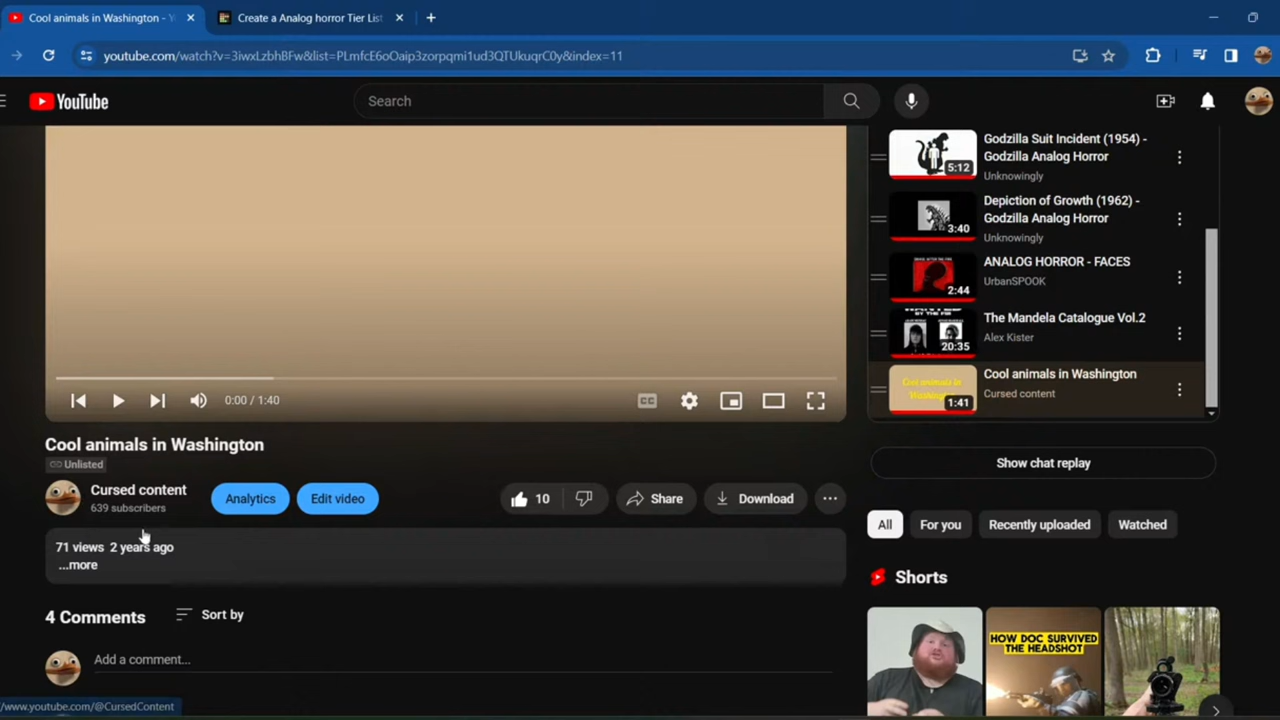 Cool animals in Washington - Y
Create a Analog horror Tier List
youtube.com/watch?v=3iwxLzbhBFw&list=PLmfcE6oOaip3zorpqmi1ud3QTUkuqrC0y&index=11
YouTube
Search
Godzilla Suit Incident (1954) -
Godzilla Analog Horror
Unknowingly
5:12
Depiction of Growth (1962) -
Godzilla Analog Horror
Unknowingly
3:40
ANALOG HORROR - FACES
UrbanSPOOK
2:44
The Mandela Catalogue Vol.2
Alex Kister
20:35
Cool animals in Washington
Cursed content
Cool animals in
Washington
1:41
0:00 / 1:40
CC
Cool animals in Washington
Unlisted
Cursed content
639 subscribers
Analytics
Edit video
10
Share
Download
71 views 2 years ago
...more
4 Comments
Sort by
Add a comment...
Show chat replay
All
For you
Recently uploaded
Watched
Shorts
HOW DOC SURVIVED
THE HEADSHOT
/www.youtube.com/@CursedContent